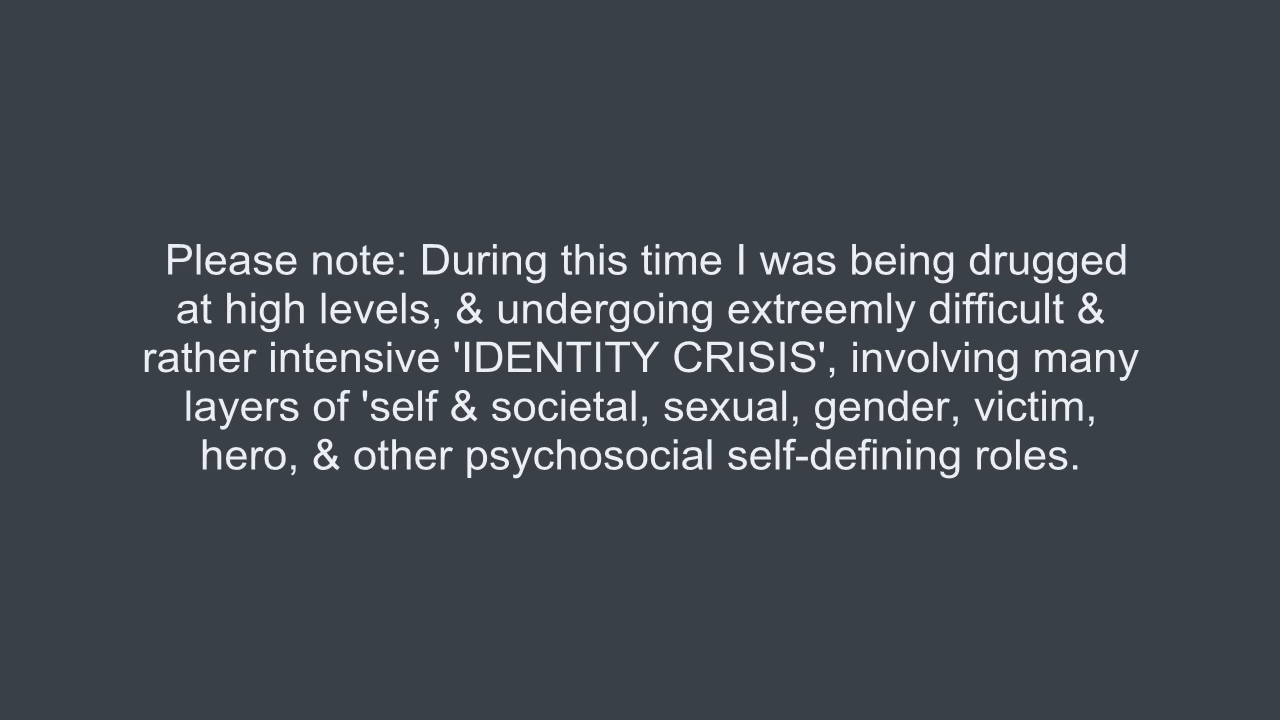 Please note: During this time I was being drugged
at high levels, & undergoing extreemly difficult &
rather intensive 'IDENTITY CRISIS', involving many
layers of 'self & societal, sexual, gender, victim,
hero, & other psychosocial self-defining roles.